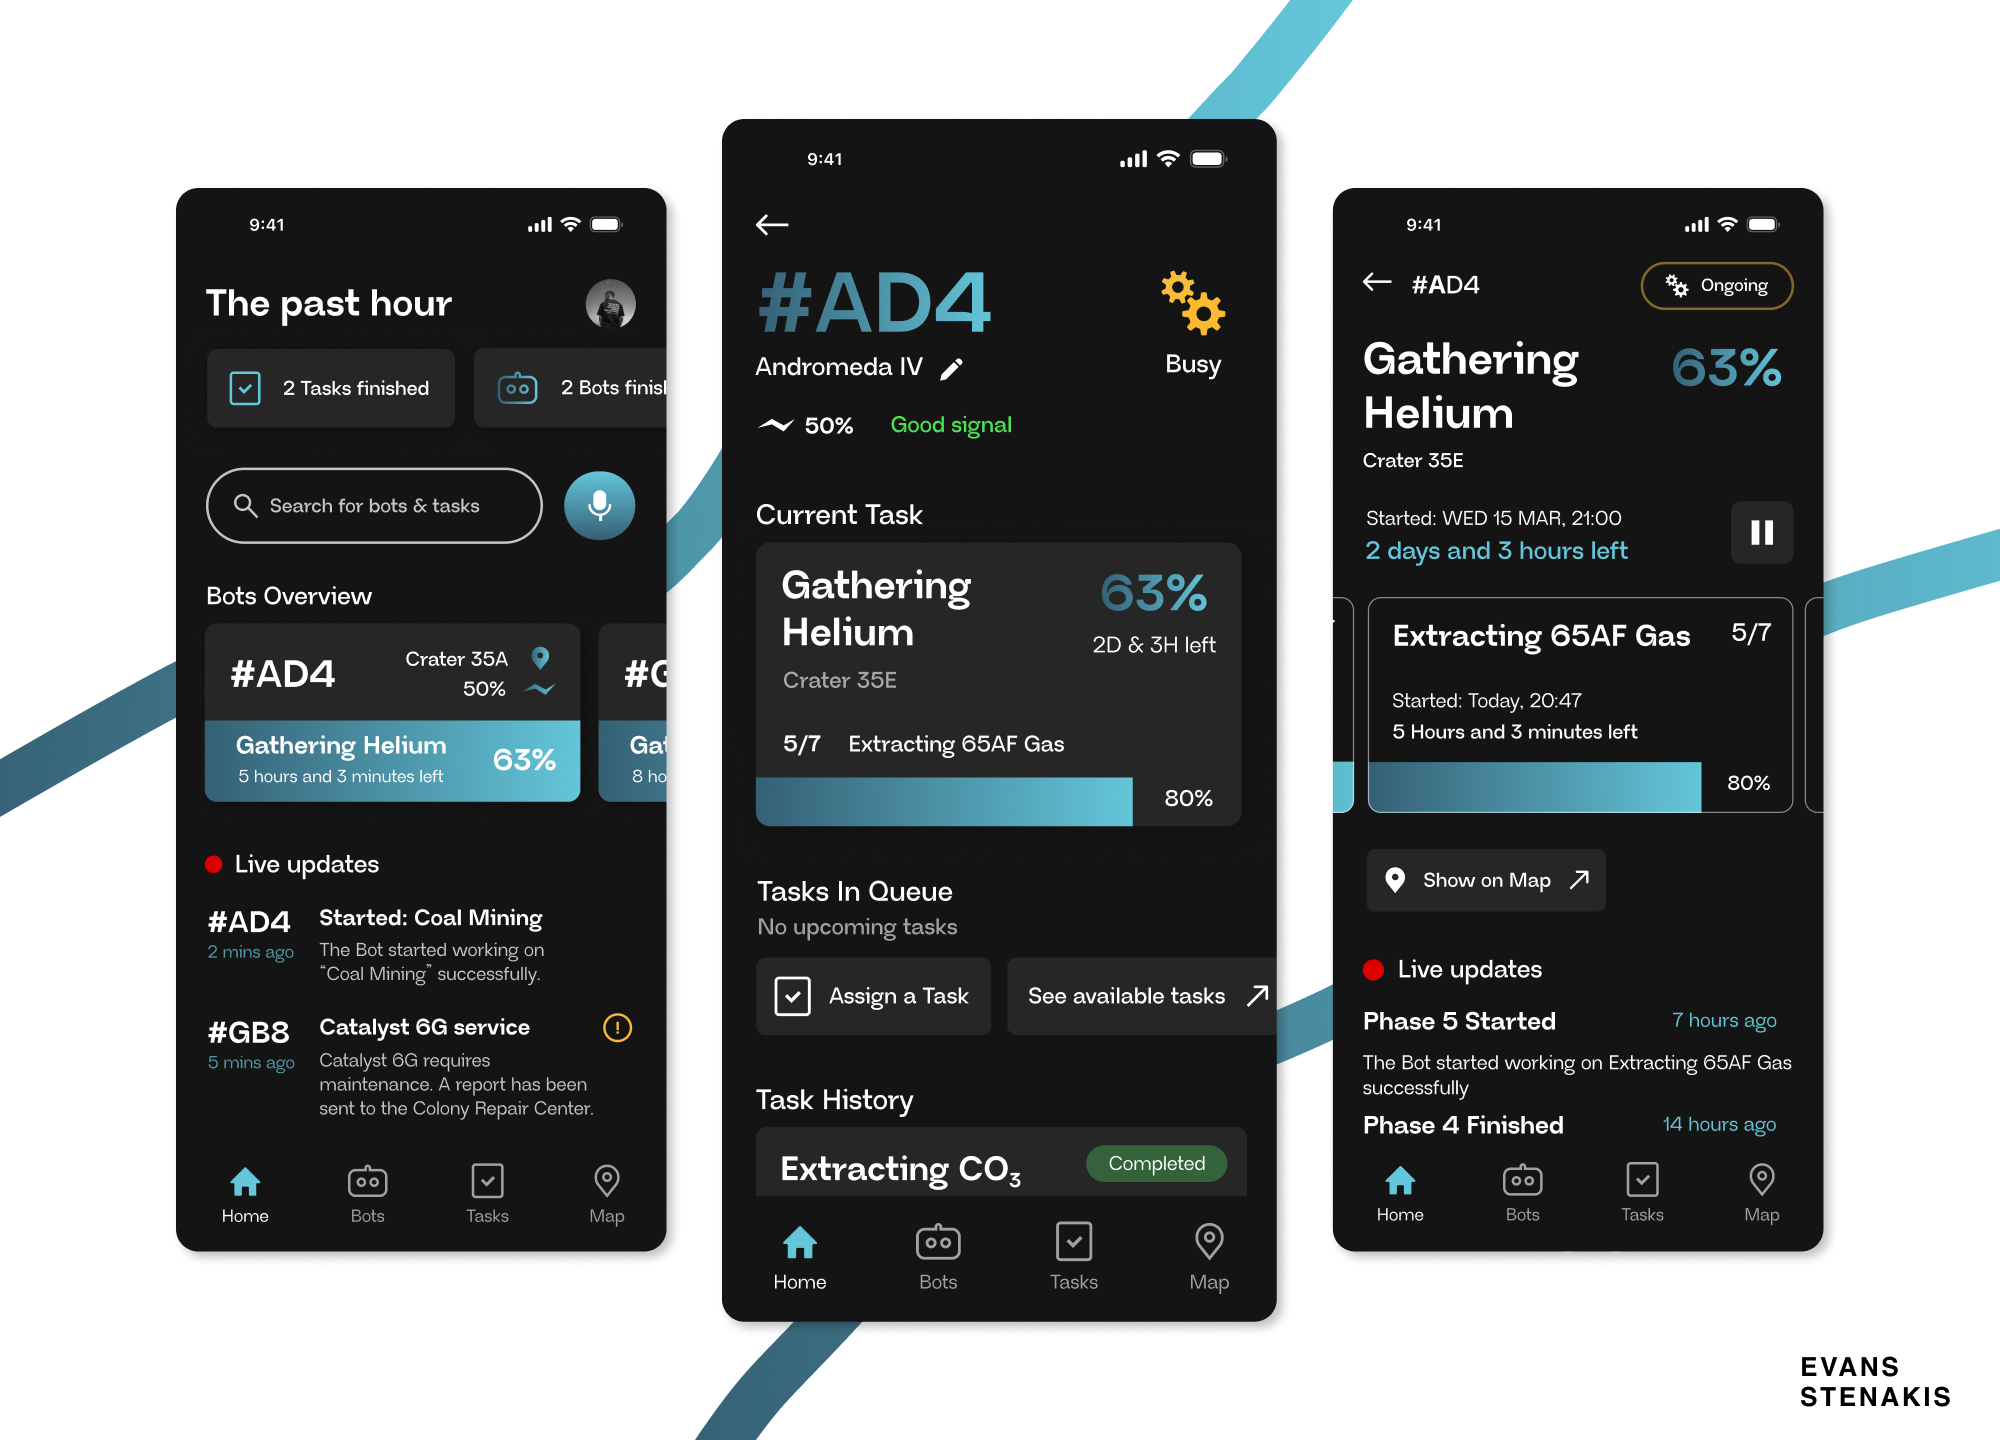 9:41
The past hour
2 Tasks finished
2 Bots finish
Search for bots & tasks
Bots Overview
#AD4
Crater 35A
50%
Gathering Helium
5 hours and 3 minutes left
63%
#G
Gat
8 ho
Live updates
#AD4
2 mins ago
Started: Coal Mining
The Bot started working on
“Coal Mining” successfully.
#GB8
5 mins ago
Catalyst 6G service
Catalyst 6G requires
maintenance. A report has been
sent to the Colony Repair Center.
Home
Bots
Tasks
Map
9:41
#AD4
Andromeda IV
Busy
50%
Good signal
Current Task
Gathering
Helium
63%
2D & 3H left
Crater 35E
5/7 Extracting 65AF Gas
80%
Tasks In Queue
No upcoming tasks
Assign a Task
See available tasks
Task History
Extracting CO₃
Completed
Home
Bots
Tasks
Map
9:41
#AD4
Ongoing
Gathering
Helium
63%
Crater 35E
Started: WED 15 MAR, 21:00
2 days and 3 hours left
Extracting 65AF Gas
5/7
Started: Today, 20:47
5 Hours and 3 minutes left
80%
Show on Map
Live updates
Phase 5 Started
7 hours ago
The Bot started working on Extracting 65AF Gas
successfully
Phase 4 Finished
14 hours ago
Home
Bots
Tasks
Map
EVANS
STENAKIS